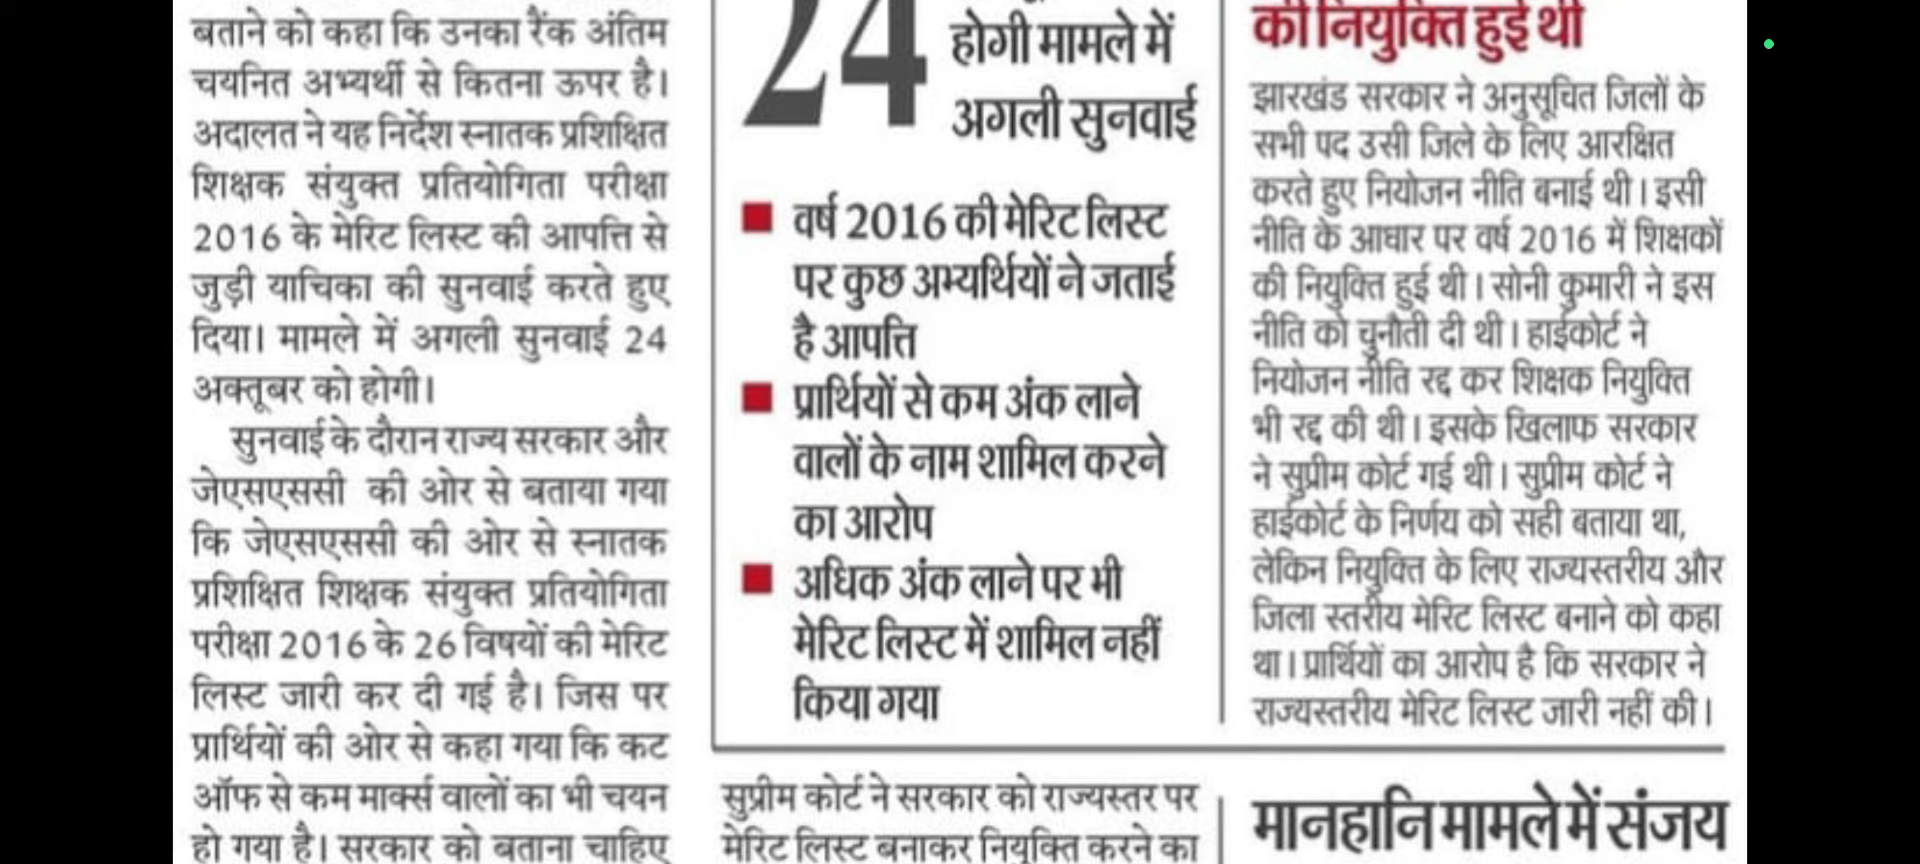 बताने को कहा कि उनका रैंक अंतिम
चयनित अभ्यर्थी से कितना ऊपर है।
अदालत ने यह निर्देश स्नातक प्रशिक्षित
शिक्षक संयुक्त प्रतियोगिता परीक्षा
2016 के मेरिट लिस्ट की आपत्ति से
जुड़ी याचिका की सुनवाई करते हुए
दिया। मामले में अगली सुनवाई 24
अक्तूबर को होगी।
सुनवाई के दौरान राज्य सरकार और
जेएसएससी की ओर से बताया गया
कि जेएसएससी की ओर से स्नातक
प्रशिक्षित शिक्षक संयुक्त प्रतियोगिता
परीक्षा 2016 के 26 विषयों की मेरिट
लिस्ट जारी कर दी गई है। जिस पर
प्रार्थियों की ओर से कहा गया कि कट
ऑफ से कम मार्क्स वालों का भी चयन
हो गया है। सरकार को बताना चाहिए
24
होगी मामले में
अगली सुनवाई
वर्ष 2016 की मेरिट लिस्ट
पर कुछ अभ्यर्थियों ने जताई
है आपत्ति
प्रार्थियों से कम अंक लाने
वालों के नाम शामिल करने
का आरोप
अधिक अंक लाने पर भी
मेरिट लिस्ट में शामिल नहीं
किया गया
सुप्रीम कोर्ट ने सरकार को राज्यस्तर पर
मेरिट लिस्ट बनाकर नियुक्ति करने का
की नियुक्ति हुई थी
झारखंड सरकार ने अनुसूचित जिलों के
सभी पद उसी जिले के लिए आरक्षित
करते हुए नियोजन नीति बनाई थी। इसी
नीति के आधार पर वर्ष 2016 में शिक्षकों
की नियुक्ति हुई थी। सोनी कुमारी ने इस
नीति को चुनौती दी थी। हाईकोर्ट ने
नियोजन नीति रद्द कर शिक्षक नियुक्ति
भी रद्द की थी। इसके खिलाफ सरकार
ने सुप्रीम कोर्ट गई थी। सुप्रीम कोर्ट ने
हाईकोर्ट के निर्णय को सही बताया था,
लेकिन नियुक्ति के लिए राज्यस्तरीय और
जिला स्तरीय मेरिट लिस्ट बनाने को कहा
था। प्रार्थियों का आरोप है कि सरकार ने
राज्यस्तरीय मेरिट लिस्ट जारी नहीं की।
मानहानि मामले में संजय